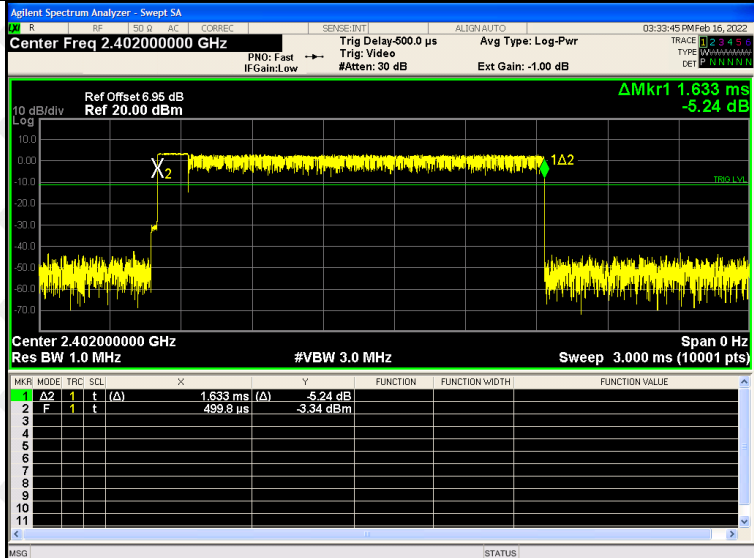 Agilent Spectrum Analyzer - Swept SA
LXI R RF 50 Ω AC CORREC SENSE:INT ALIGN AUTO 03:33:45 PM Feb 16, 2022
Center Freq 2.402000000 GHz Trig Delay-500.0 µs Avg Type: Log-Pwr TRACE 1 2 3 4 5 6
PNO: Fast Trig: Video TYPE W
IFGain:Low #Atten: 30 dB Ext Gain: -1.00 dB DET P N N N N N
ΔMkr1 1.633 ms
-5.24 dB
Ref Offset 6.95 dB
10 dB/div Ref 20.00 dBm
Log
10.0
0.00
-10.0
-20.0
-30.0
-40.0
-50.0
-60.0
-70.0
2
1Δ2
TRIG LVL
Center 2.402000000 GHz Span 0 Hz
Res BW 1.0 MHz #VBW 3.0 MHz Sweep 3.000 ms (10001 pts)
MKR MODE TRC SCL X Y FUNCTION FUNCTION WIDTH FUNCTION VALUE
1 Δ2 1 t (Δ) 1.633 ms (Δ) -5.24 dB
2 F 1 t 499.8 µs -3.34 dBm
3
4
5
6
7
8
9
10
11
MSG STATUS